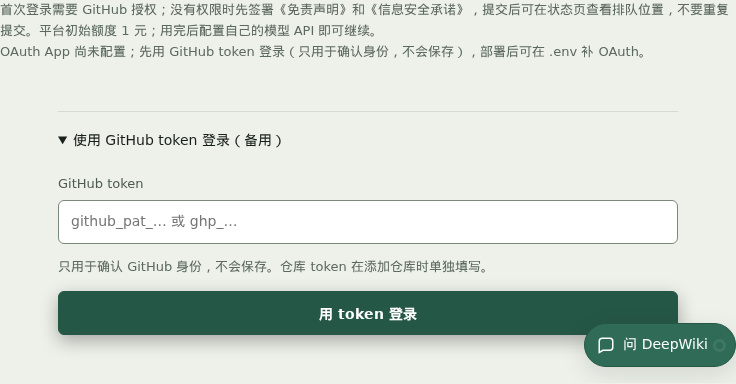 首次登录需要 GitHub 授权；没有权限时先签署《免责声明》和《信息安全承诺》，提交后可在状态页查看排队位置，不要重复
提交。平台初始额度 1 元；用完后配置自己的模型 API 即可继续。
OAuth App 尚未配置；先用 GitHub token 登录（只用于确认身份，不会保存），部署后可在 .env 补 OAuth。
▼ 使用 GitHub token 登录（备用）
GitHub token
github_pat_... 或 ghp_...
只用于确认 GitHub 身份，不会保存。仓库 token 在添加仓库时单独填写。
用 token 登录
问 DeepWiki